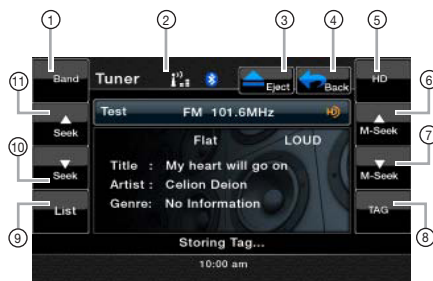 ① ② ③ ④ ⑤
Band Tuner Eject Back HD
⑪ ⑥
Test FM 101.6MHz HD
Seek M-Seek
Flat LOUD
⑦
Title : My heart will go on
⑩
Seek Artist : Celion Deion M-Seek
Genre: No Information
⑨ List TAG ⑧
Storing Tag...
10:00 am